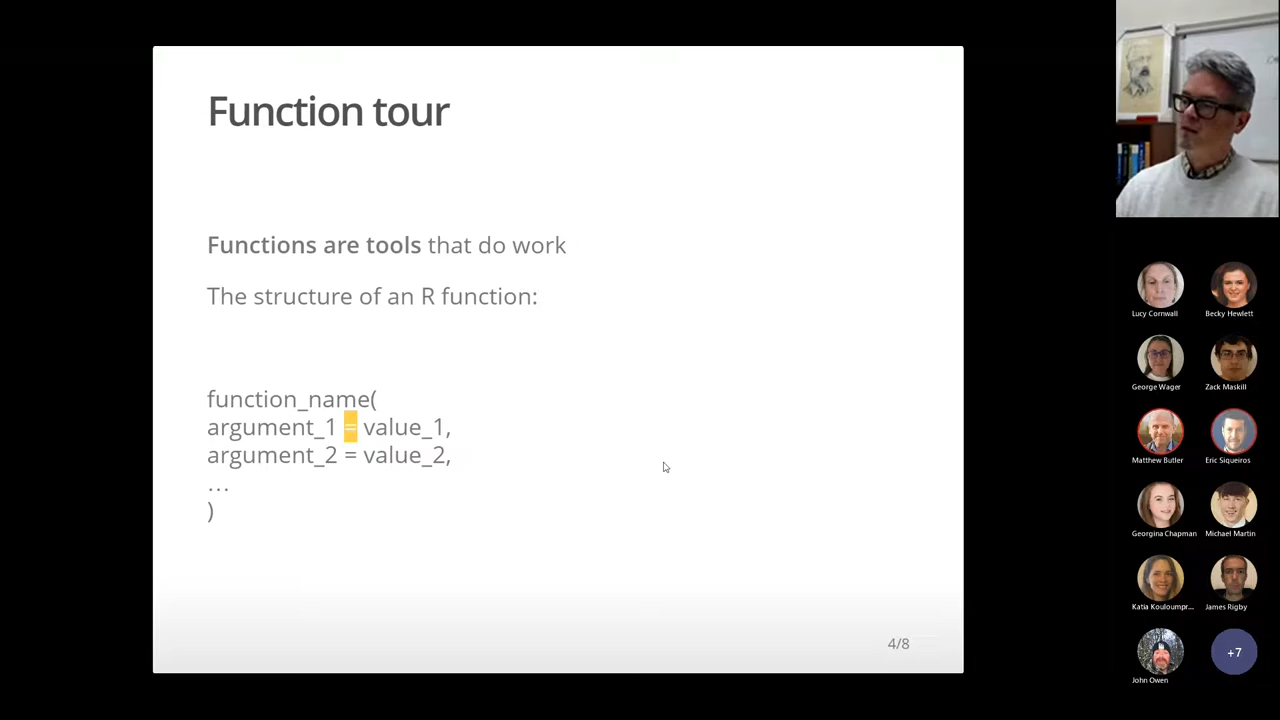 Function tour
Functions are tools that do work
The structure of an R function:
function_name(
argument_1 = value_1,
argument_2 = value_2,
...
)
4/8
Lucy Cornwall
Becky Hewlett
George Wager
Zack Maskill
Matthew Butler
Eric Siqueiros
Georgina Chapman
Michael Martin
Katia Kouloumpr...
James Rigby
John Owen
+7